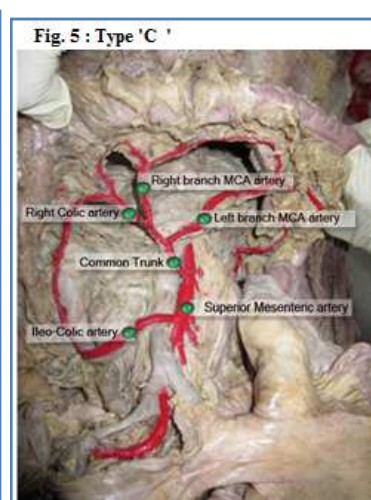 Fig. 5 : Type 'C '
Right branch MCA artery
Right Colic artery
Left branch MCA artery
Common Trunk
Superior Mesenteric artery
Ileo-Colic artery